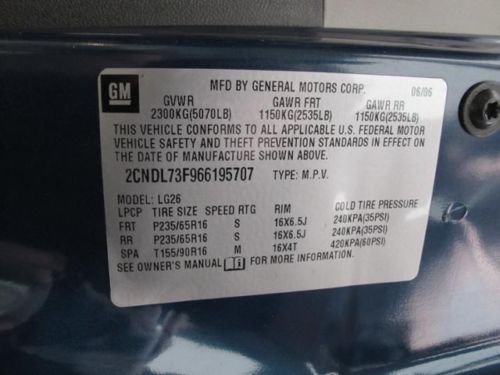 GM
MFD BY GENERAL MOTORS CORP. 06/06
GVWR GAWR FRT GAWR RR
2300KG(5070LB) 1150KG(2535LB) 1150KG(2535LB)
THIS VEHICLE CONFORMS TO ALL APPLICABLE U.S. FEDERAL MOTOR
VEHICLE SAFETY AND THEFT PREVENTION STANDARDS IN EFFECT ON
THE DATE OF MANUFACTURE SHOWN ABOVE.
2CNDL73F966195707 TYPE: M.P.V.
MODEL: LG26
LPCP TIRE SIZE SPEED RTG RIM COLD TIRE PRESSURE
FRT P235/65R16 S 16X6.5J 240KPA(35PSI)
RR P235/65R16 S 16X6.5J 240KPA(35PSI)
SPA T155/90R16 M 16X4T 420KPA(60PSI)
SEE OWNER'S MANUAL FOR MORE INFORMATION.